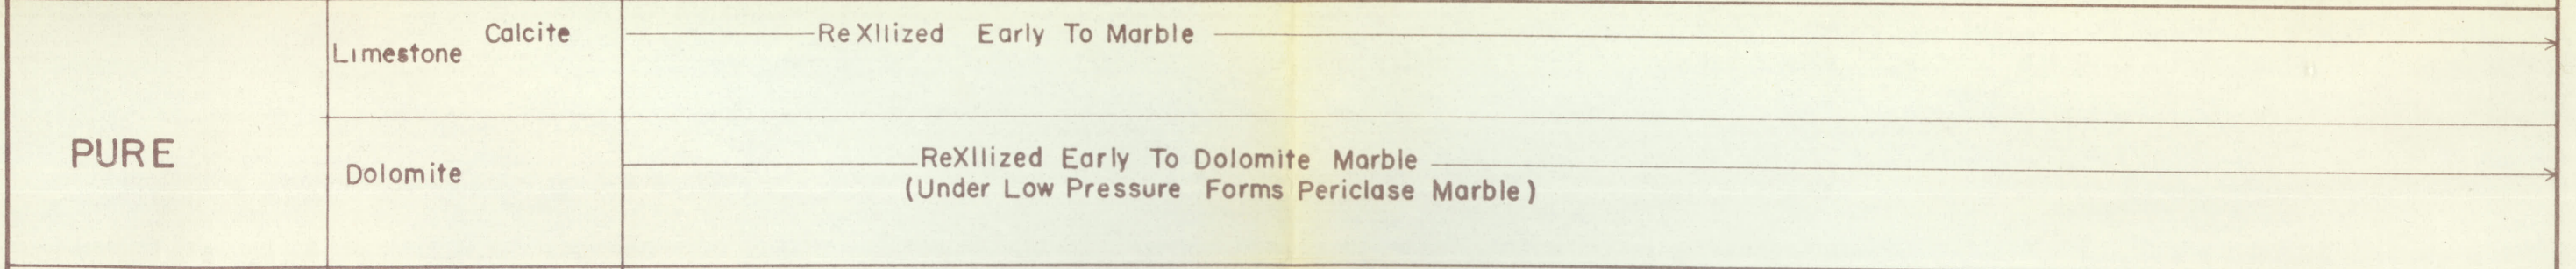 PURE
Limestone
Calcite
ReXllized Early To Marble
Dolomite
ReXllized Early To Dolomite Marble
(Under Low Pressure Forms Periclase Marble)